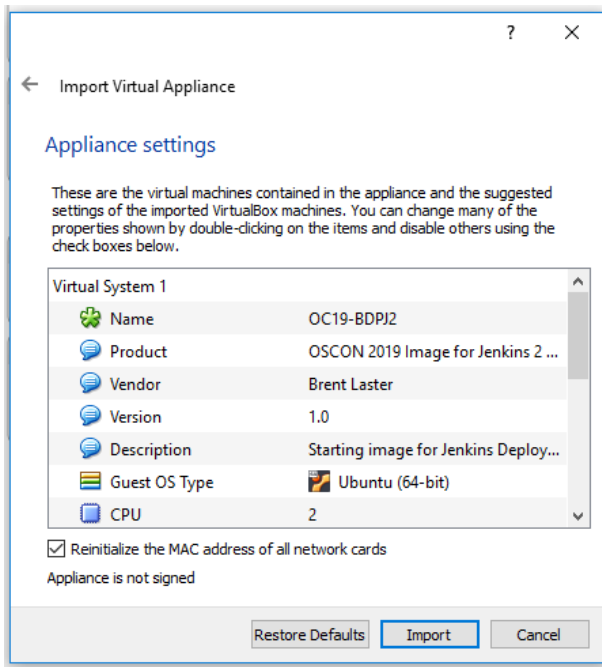 ?
Import Virtual Appliance
Appliance settings
These are the virtual machines contained in the appliance and the suggested
settings of the imported VirtualBox machines. You can change many of the
properties shown by double-clicking on the items and disable others using the
check boxes below.
Virtual System 1
Name OC19-BDPJ2
Product OSCON 2019 Image for Jenkins 2 ...
Vendor Brent Laster
Version 1.0
Description Starting image for Jenkins Deploy...
Guest OS Type Ubuntu (64-bit)
CPU 2
Reinitialize the MAC address of all network cards
Appliance is not signed
Restore Defaults Import Cancel